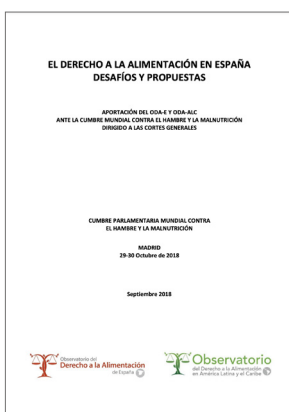 EL DERECHO A LA ALIMENTACIÓN EN ESPAÑA
DESAFÍOS Y PROPUESTAS
APORTACIÓN DEL ODA-E Y ODA-ALC
ANTE LA CUMBRE MUNDIAL CONTRA EL HAMBRE Y LA MALNUTRICIÓN
DIRIGIDO A LAS CORTES GENERALES
CUMBRE PARLAMENTARIA MUNDIAL CONTRA
EL HAMBRE Y LA MALNUTRICIÓN
MADRID
29-30 Octubre de 2018
Septiembre 2018
Observatorio del
Derecho a la Alimentación
de España
Observatorio
del Derecho a la Alimentación
en América Latina y el Caribe